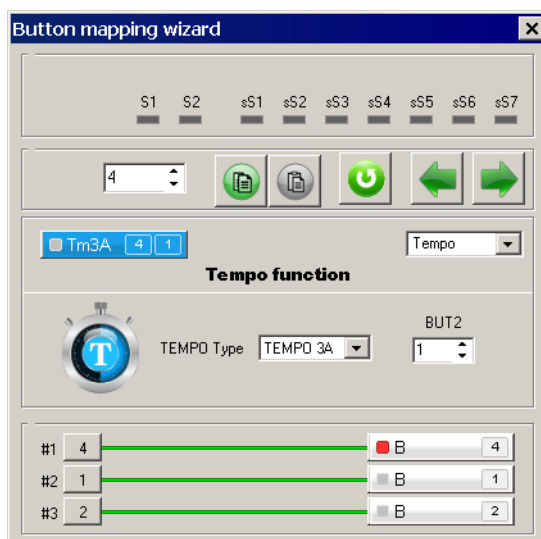 Button mapping wizard
S1 S2 sS1 sS2 sS3 sS4 sS5 sS6 sS7
4
Tm3A 4 1 Tempo
Tempo function
BUT2
T TEMPO Type TEMPO 3A 1
#1 4 B 4
#2 1 B 1
#3 2 B 2